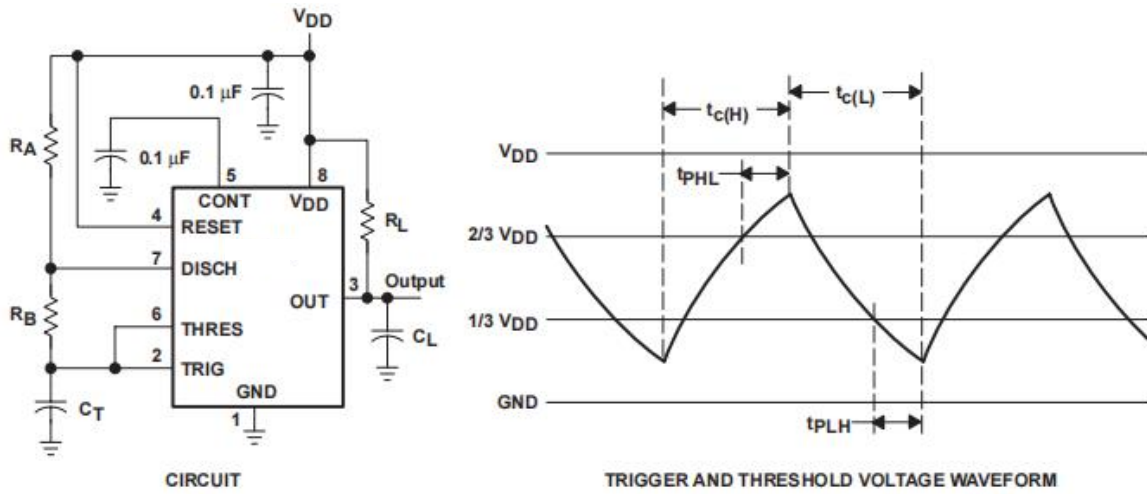 VDD
0.1 μF
RA
0.1 μF
5
8
CONT
VDD
4
RESET
RL
7
DISCH
3
Output
OUT
RB
6
THRES
CL
2
TRIG
GND
CT
1
CIRCUIT
tc(H)
tc(L)
VDD
tPHL
2/3 VDD
1/3 VDD
GND
tPLH
TRIGGER AND THRESHOLD VOLTAGE WAVEFORM